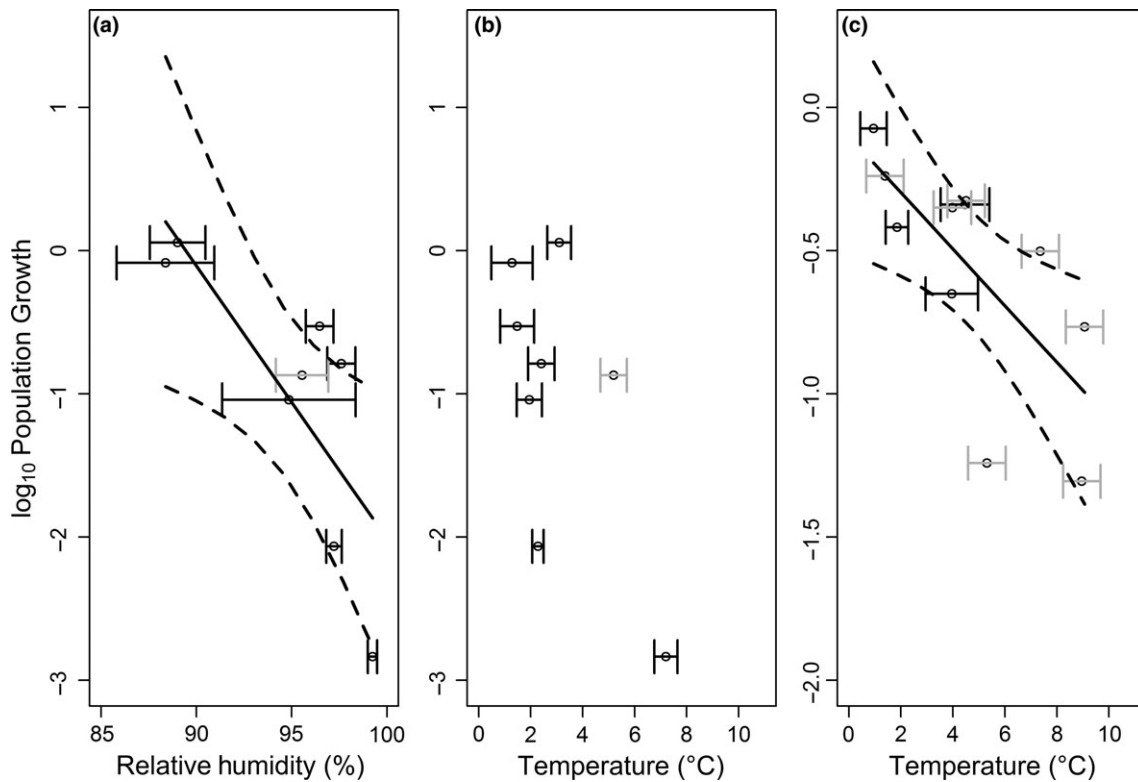 (a)
(b)
(c)
log10 Population Growth
1
0
−1
−2
−3
85 90 95 100
Relative humidity (%)
1
0
−1
−2
−3
0 2 4 6 8 10
Temperature (°C)
0.0
−0.5
−1.0
−1.5
−2.0
0 2 4 6 8 10
Temperature (°C)